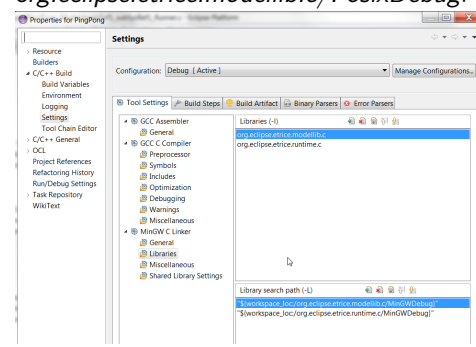 org.eclipse.etrice.modellib/PosixDebug.
Properties for PingPong
Settings
Resource
Builders
C/C++ Build
Build Variables
Environment
Logging
Settings
Tool Chain Editor
C/C++ General
OCL
Project References
Refactoring History
Run/Debug Settings
Task Repository
WikiText
Configuration: Debug [ Active ]
Manage Configurations...
Tool Settings Build Steps Build Artifact Binary Parsers Error Parsers
GCC Assembler
General
GCC C Compiler
Preprocessor
Symbols
Includes
Optimization
Debugging
Warnings
Miscellaneous
MinGW C Linker
General
Libraries
Miscellaneous
Shared Library Settings
Libraries (-l)
org.eclipse.etrice.modellib.c
org.eclipse.etrice.runtime.c
Library search path (-L)
"${workspace_loc:/org.eclipse.etrice.modellib.c/MinGWDebug}"
"${workspace_loc:/org.eclipse.etrice.runtime.c/MinGWDebug}"